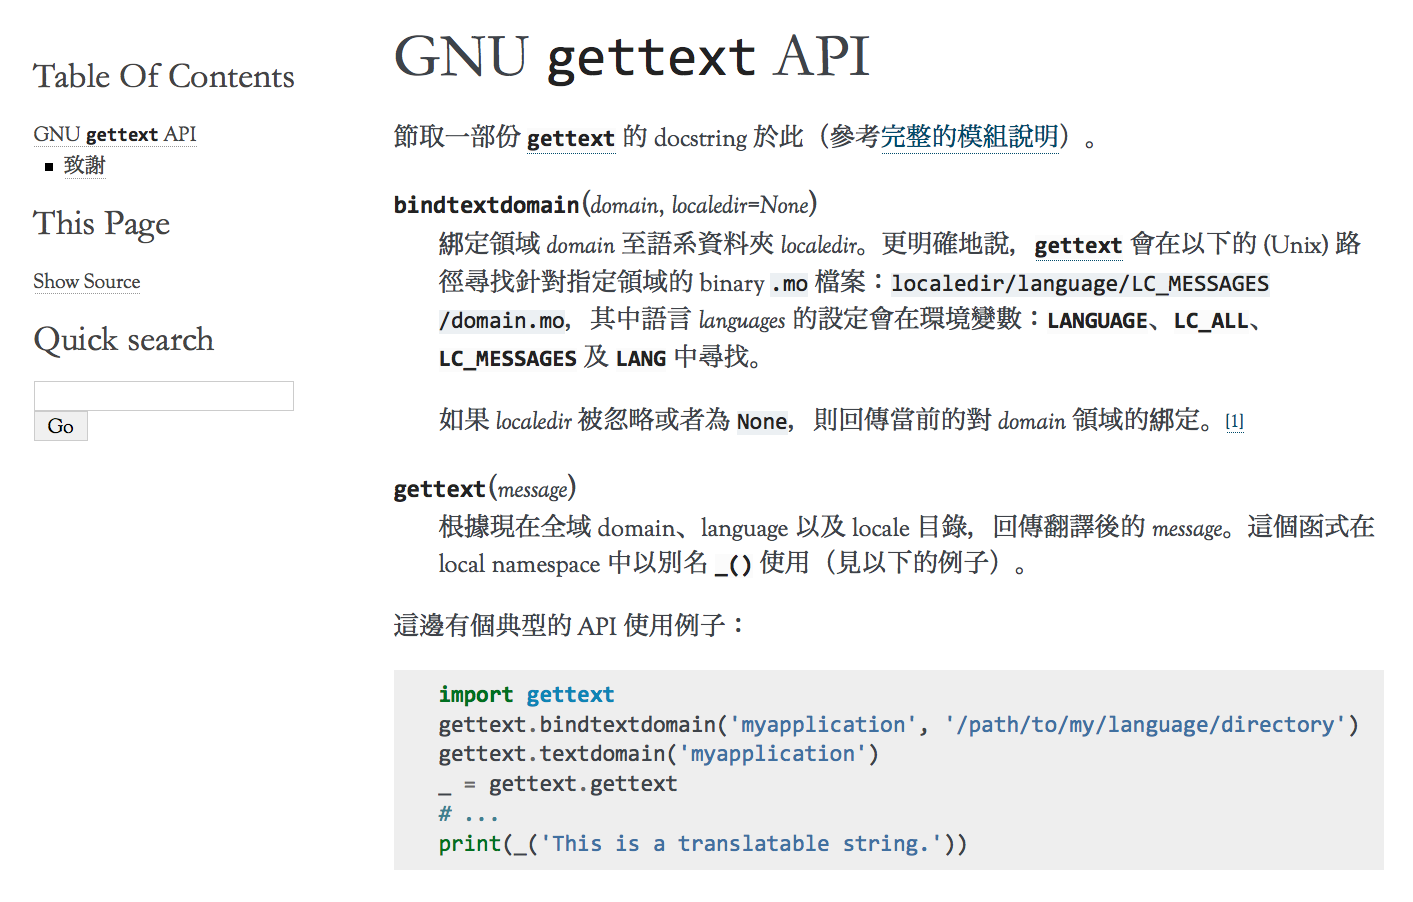 Table Of Contents
GNU gettext API
致謝
This Page
Show Source
Quick search
Go
GNU gettext API
節取一部份 gettext 的 docstring 於此（參考完整的模組說明）。
bindtextdomain(domain, localedir=None)
綁定領域 domain 至語系資料夾 localedir。更明確地說，gettext 會在以下的 (Unix) 路
徑尋找針對指定領域的 binary .mo 檔案：localedir/language/LC_MESSAGES
/domain.mo，其中語言 languages 的設定會在環境變數：LANGUAGE、LC_ALL、
LC_MESSAGES 及 LANG 中尋找。
如果 localedir 被忽略或者為 None，則回傳當前的對 domain 領域的綁定。[1]
gettext(message)
根據現在全域 domain、language 以及 locale 目錄，回傳翻譯後的 message。這個函式在
local namespace 中以別名 _() 使用（見以下的例子）。
這邊有個典型的 API 使用例子：
import gettext
gettext.bindtextdomain('myapplication', '/path/to/my/language/directory')
gettext.textdomain('myapplication')
_ = gettext.gettext
# ...
print(_('This is a translatable string.'))